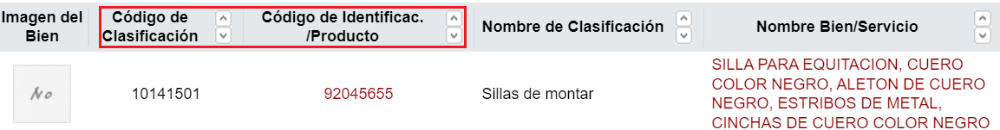 Imagen del Bien
Código de Clasificación
Código de Identificac. /Producto
Nombre de Clasificación
Nombre Bien/Servicio
No
10141501
92045655
Sillas de montar
SILLA PARA EQUITACION, CUERO
COLOR NEGRO, ALETON DE CUERO
NEGRO, ESTRIBOS DE METAL,
CINCHAS DE CUERO COLOR NEGRO